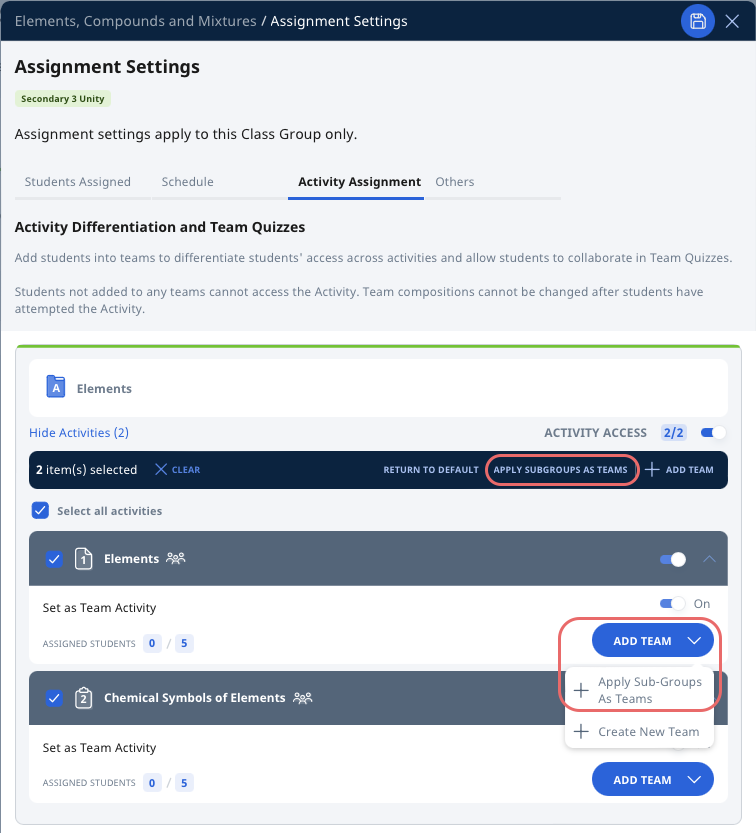 Elements, Compounds and Mixtures / Assignment Settings
Assignment Settings
Secondary 3 Unity
Assignment settings apply to this Class Group only.
Students Assigned Schedule Activity Assignment Others
Activity Differentiation and Team Quizzes
Add students into teams to differentiate students' access across activities and allow students to collaborate in Team Quizzes.
Students not added to any teams cannot access the Activity. Team compositions cannot be changed after students have
attempted the Activity.
A Elements
Hide Activities (2) ACTIVITY ACCESS 2/2
2 item(s) selected CLEAR RETURN TO DEFAULT APPLY SUBGROUPS AS TEAMS ADD TEAM
Select all activities
1 Elements
Set as Team Activity On
ASSIGNED STUDENTS 0 / 5 ADD TEAM
Apply Sub-Groups
As Teams
2 Chemical Symbols of Elements
Create New Team
Set as Team Activity
ASSIGNED STUDENTS 0 / 5 ADD TEAM